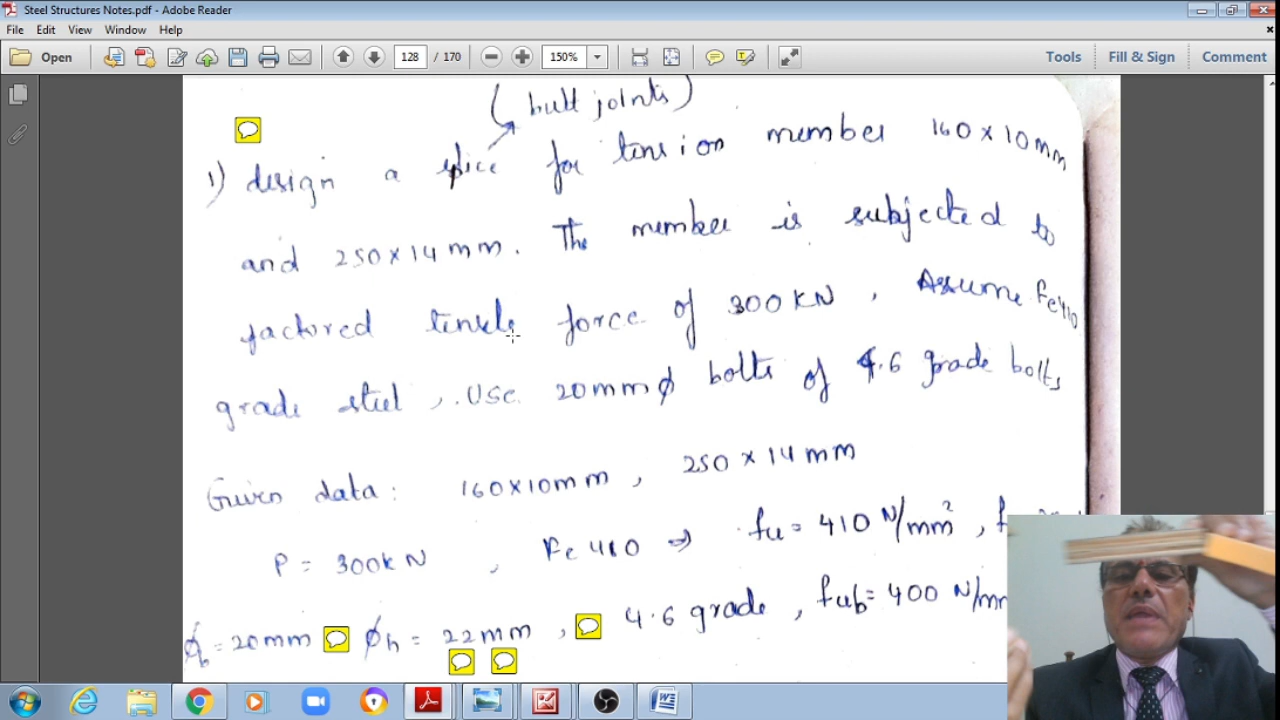 Steel Structures Notes.pdf - Adobe Reader
File Edit View Window Help
Open 128 / 170 150% Tools Fill & Sign Comment
(butt joints)
1) design a splice for tension member 160 x 10mm
and 250 x 14 mm. The member is subjected to
factored tensile force of 300 KN, Assume Fe410
grade steel, .Use 20mm ϕ bolts of 4.6 grade bolts
Given data: 160x10mm, 250 x 14 mm
P = 300k N, Fe 410 ⇒ fu = 410 N/mm²,
ϕb = 20mm ϕh = 22mm, 4.6 grade, fub = 400 N/mm